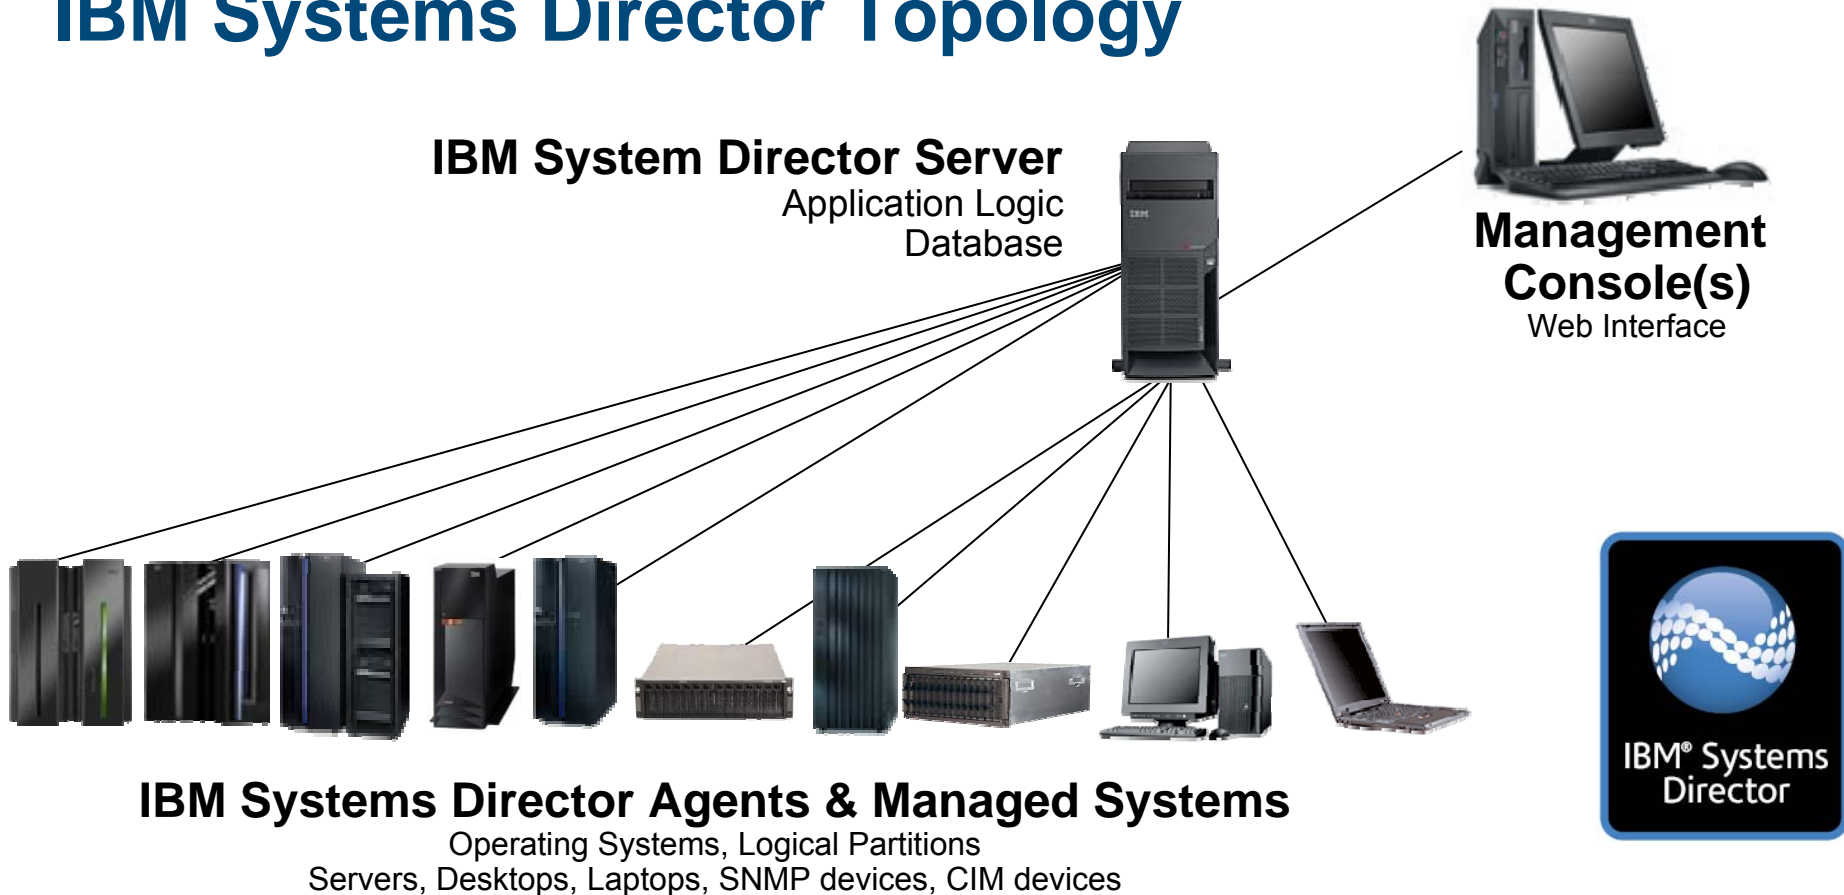 IBM Systems Director Topology
IBM System Director Server
Application Logic
Database
IBM
Management
Console(s)
Web Interface
IBM Systems Director Agents & Managed Systems
Operating Systems, Logical Partitions
Servers, Desktops, Laptops, SNMP devices, CIM devices
IBM® Systems
Director